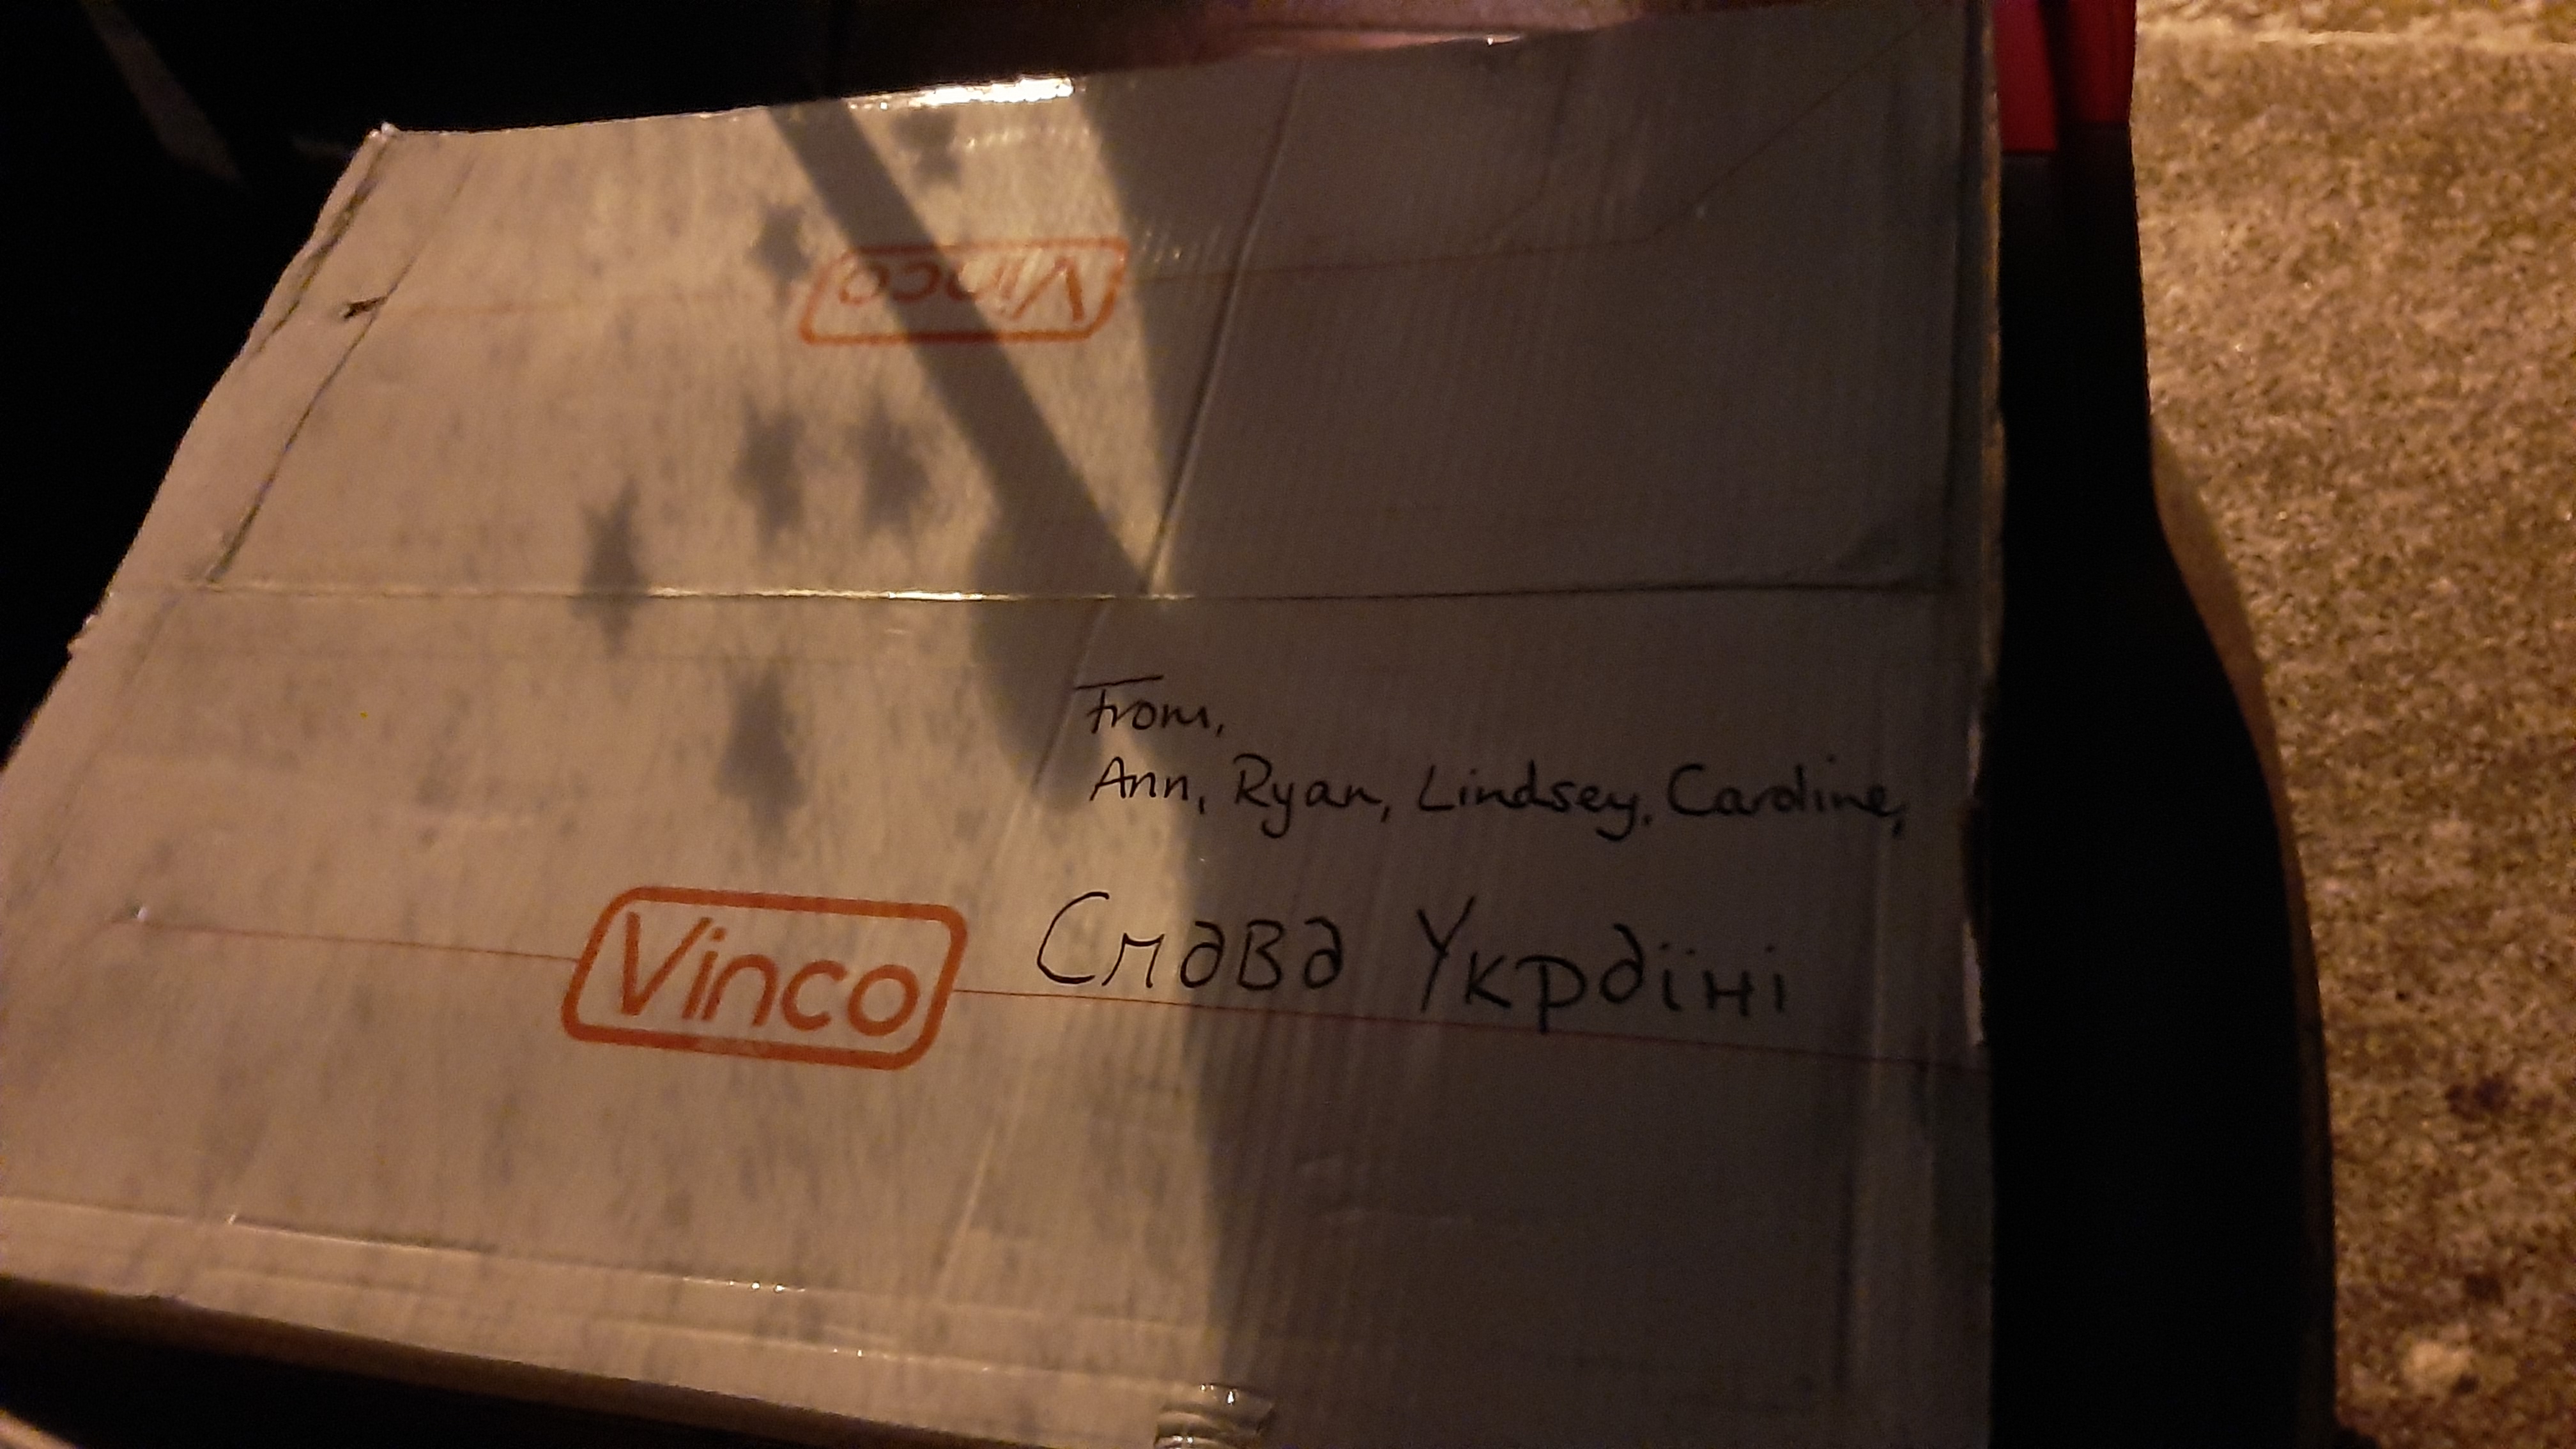 Vinco
From,
Ann, Ryan, Lindsey, Caroline,
Vinco
Слава Україні